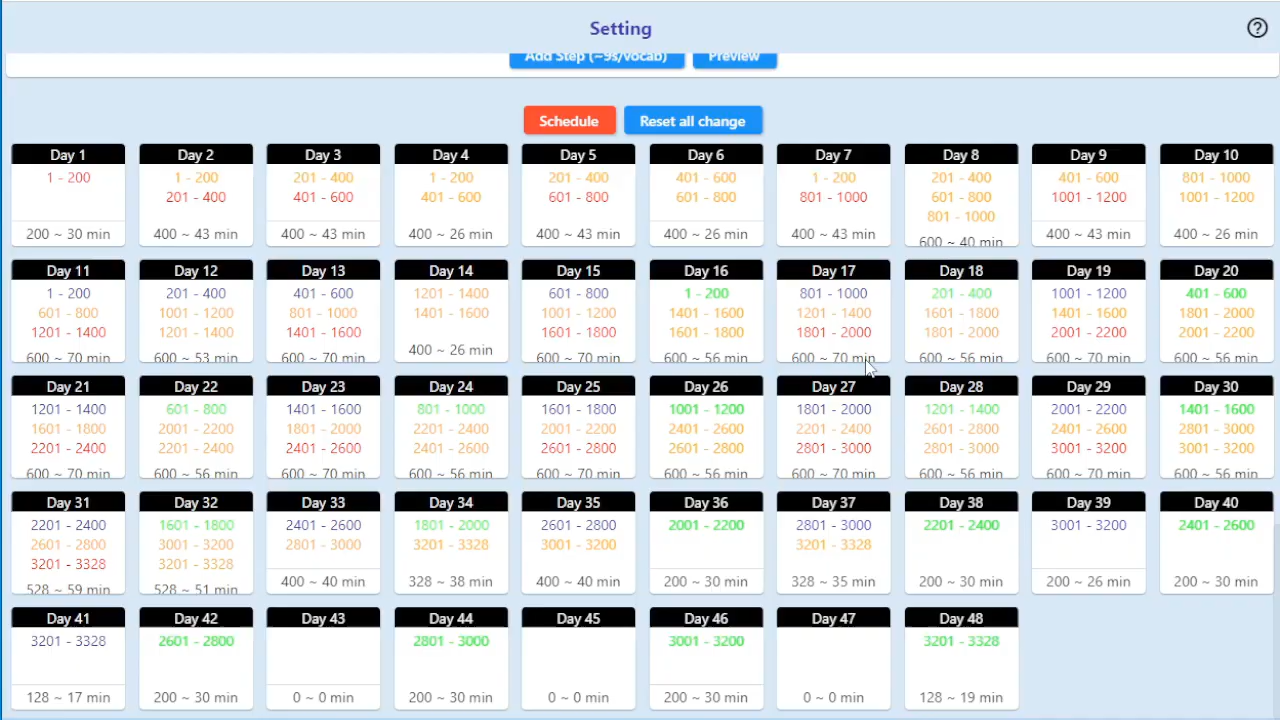 Setting
Add Step (~9s/vocab) Preview
Schedule Reset all change
Day 1 Day 2 Day 3 Day 4 Day 5 Day 6 Day 7 Day 8 Day 9 Day 10
1 - 200 1 - 200 201 - 400 1 - 200 201 - 400 401 - 600 1 - 200 201 - 400 401 - 600 801 - 1000
201 - 400 401 - 600 401 - 600 601 - 800 601 - 800 801 - 1000 601 - 800 1001 - 1200 1001 - 1200
801 - 1000
200 ~ 30 min 400 ~ 43 min 400 ~ 43 min 400 ~ 26 min 400 ~ 43 min 400 ~ 26 min 400 ~ 43 min 600 ~ 40 min 400 ~ 43 min 400 ~ 26 min
Day 11 Day 12 Day 13 Day 14 Day 15 Day 16 Day 17 Day 18 Day 19 Day 20
1 - 200 201 - 400 401 - 600 1201 - 1400 601 - 800 1 - 200 801 - 1000 201 - 400 1001 - 1200 401 - 600
601 - 800 1001 - 1200 801 - 1000 1401 - 1600 1001 - 1200 1401 - 1600 1201 - 1400 1601 - 1800 1401 - 1600 1801 - 2000
1201 - 1400 1201 - 1400 1401 - 1600 1601 - 1800 1601 - 1800 1801 - 2000 1801 - 2000 2001 - 2200 2001 - 2200
600 ~ 70 min 600 ~ 53 min 600 ~ 70 min 400 ~ 26 min 600 ~ 70 min 600 ~ 56 min 600 ~ 70 min 600 ~ 56 min 600 ~ 70 min 600 ~ 56 min
Day 21 Day 22 Day 23 Day 24 Day 25 Day 26 Day 27 Day 28 Day 29 Day 30
1201 - 1400 601 - 800 1401 - 1600 801 - 1000 1601 - 1800 1001 - 1200 1801 - 2000 1201 - 1400 2001 - 2200 1401 - 1600
1601 - 1800 2001 - 2200 1801 - 2000 2201 - 2400 2001 - 2200 2401 - 2600 2201 - 2400 2601 - 2800 2401 - 2600 2801 - 3000
2201 - 2400 2201 - 2400 2401 - 2600 2401 - 2600 2601 - 2800 2601 - 2800 2801 - 3000 2801 - 3000 3001 - 3200 3001 - 3200
600 ~ 70 min 600 ~ 56 min 600 ~ 70 min 600 ~ 56 min 600 ~ 70 min 600 ~ 56 min 600 ~ 70 min 600 ~ 56 min 600 ~ 70 min 600 ~ 56 min
Day 31 Day 32 Day 33 Day 34 Day 35 Day 36 Day 37 Day 38 Day 39 Day 40
2201 - 2400 1601 - 1800 2401 - 2600 1801 - 2000 2601 - 2800 2001 - 2200 2801 - 3000 2201 - 2400 3001 - 3200 2401 - 2600
2601 - 2800 3001 - 3200 2801 - 3000 3201 - 3328 3001 - 3200 3201 - 3328
3201 - 3328 3201 - 3328
528 ~ 59 min 528 ~ 51 min 400 ~ 40 min 328 ~ 38 min 400 ~ 40 min 200 ~ 30 min 328 ~ 35 min 200 ~ 30 min 200 ~ 26 min 200 ~ 30 min
Day 41 Day 42 Day 43 Day 44 Day 45 Day 46 Day 47 Day 48
3201 - 3328 2601 - 2800 2801 - 3000 3001 - 3200 3201 - 3328
128 ~ 17 min 200 ~ 30 min 0 ~ 0 min 200 ~ 30 min 0 ~ 0 min 200 ~ 30 min 0 ~ 0 min 128 ~ 19 min